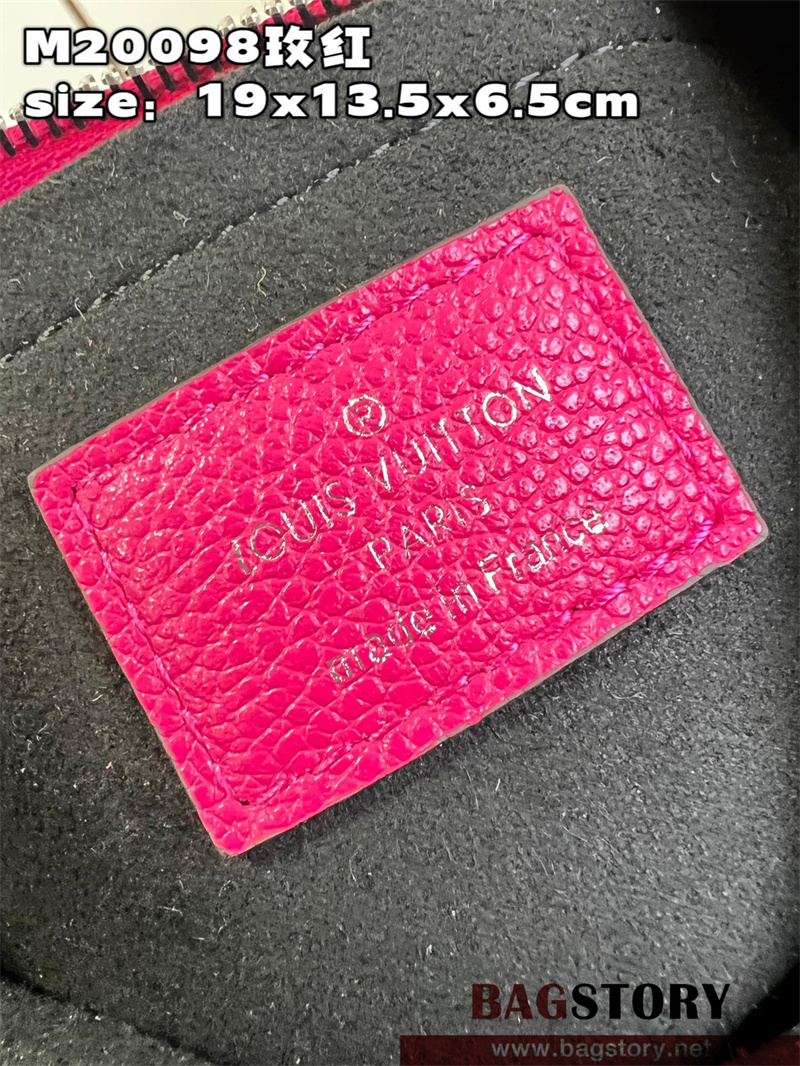 M20098玫红
size：19x13.5x6.5cm
®
LOUIS VUITTON
PARIS
made in France
BAGSTORY
www.bagstory.net